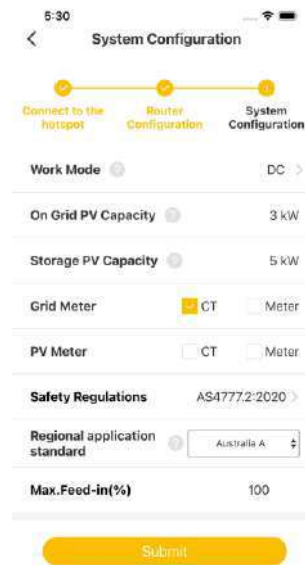 5:30
System Configuration
Connect to the Router System
hotspot Configuration Configuration
Work Mode ? DC >
On Grid PV Capacity ? 3 kW
Storage PV Capacity ? 5 kW
Grid Meter CT Meter
PV Meter CT Meter
Safety Regulations AS4777.2:2020 >
Regional application
standard ? Australia A
Max.Feed-in(%) 100
Submit